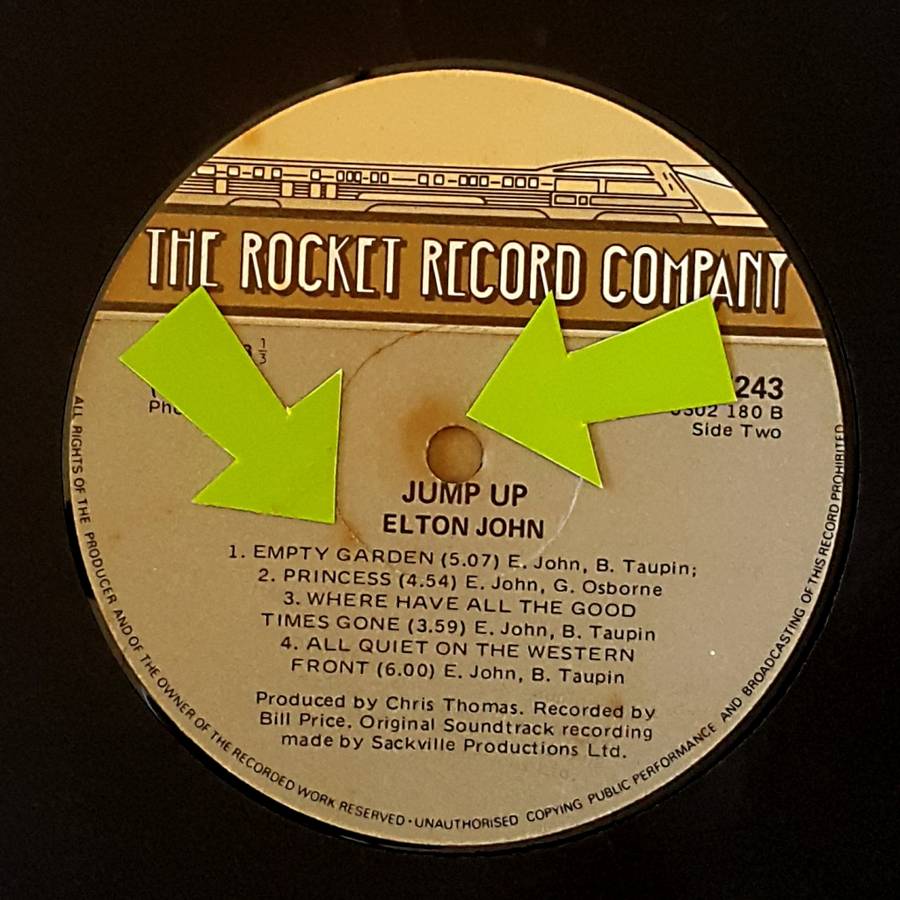 THE ROCKET RECORD COMPANY
1/3
243
180 B
Side Two
JUMP UP
ELTON JOHN
1. EMPTY GARDEN (5.07) E. John, B. Taupin;
2. PRINCESS (4.54) E. John, G. Osborne
3. WHERE HAVE ALL THE GOOD
TIMES GONE (3.59) E. John, B. Taupin
4. ALL QUIET ON THE WESTERN
FRONT (6.00) E. John, B. Taupin
Produced by Chris Thomas. Recorded by
Bill Price. Original Soundtrack recording
made by Sackville Productions Ltd.
ALL RIGHTS OF THE PRODUCER AND OF THE OWNER OF THE RECORDED WORK RESERVED · UNAUTHORISED COPYING PUBLIC PERFORMANCE AND BROADCASTING OF THIS RECORD PROHIBITED